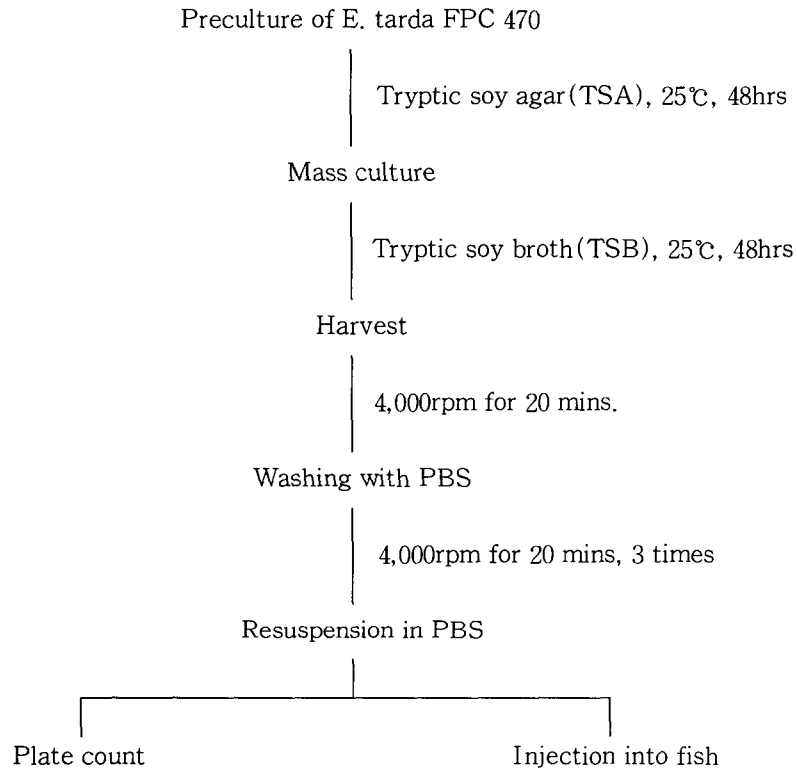 Preculture of E. tarda FPC 470
Tryptic soy agar(TSA), 25℃, 48hrs
Mass culture
Tryptic soy broth(TSB), 25℃, 48hrs
Harvest
4,000rpm for 20 mins.
Washing with PBS
4,000rpm for 20 mins, 3 times
Resuspension in PBS
Plate count
Injection into fish